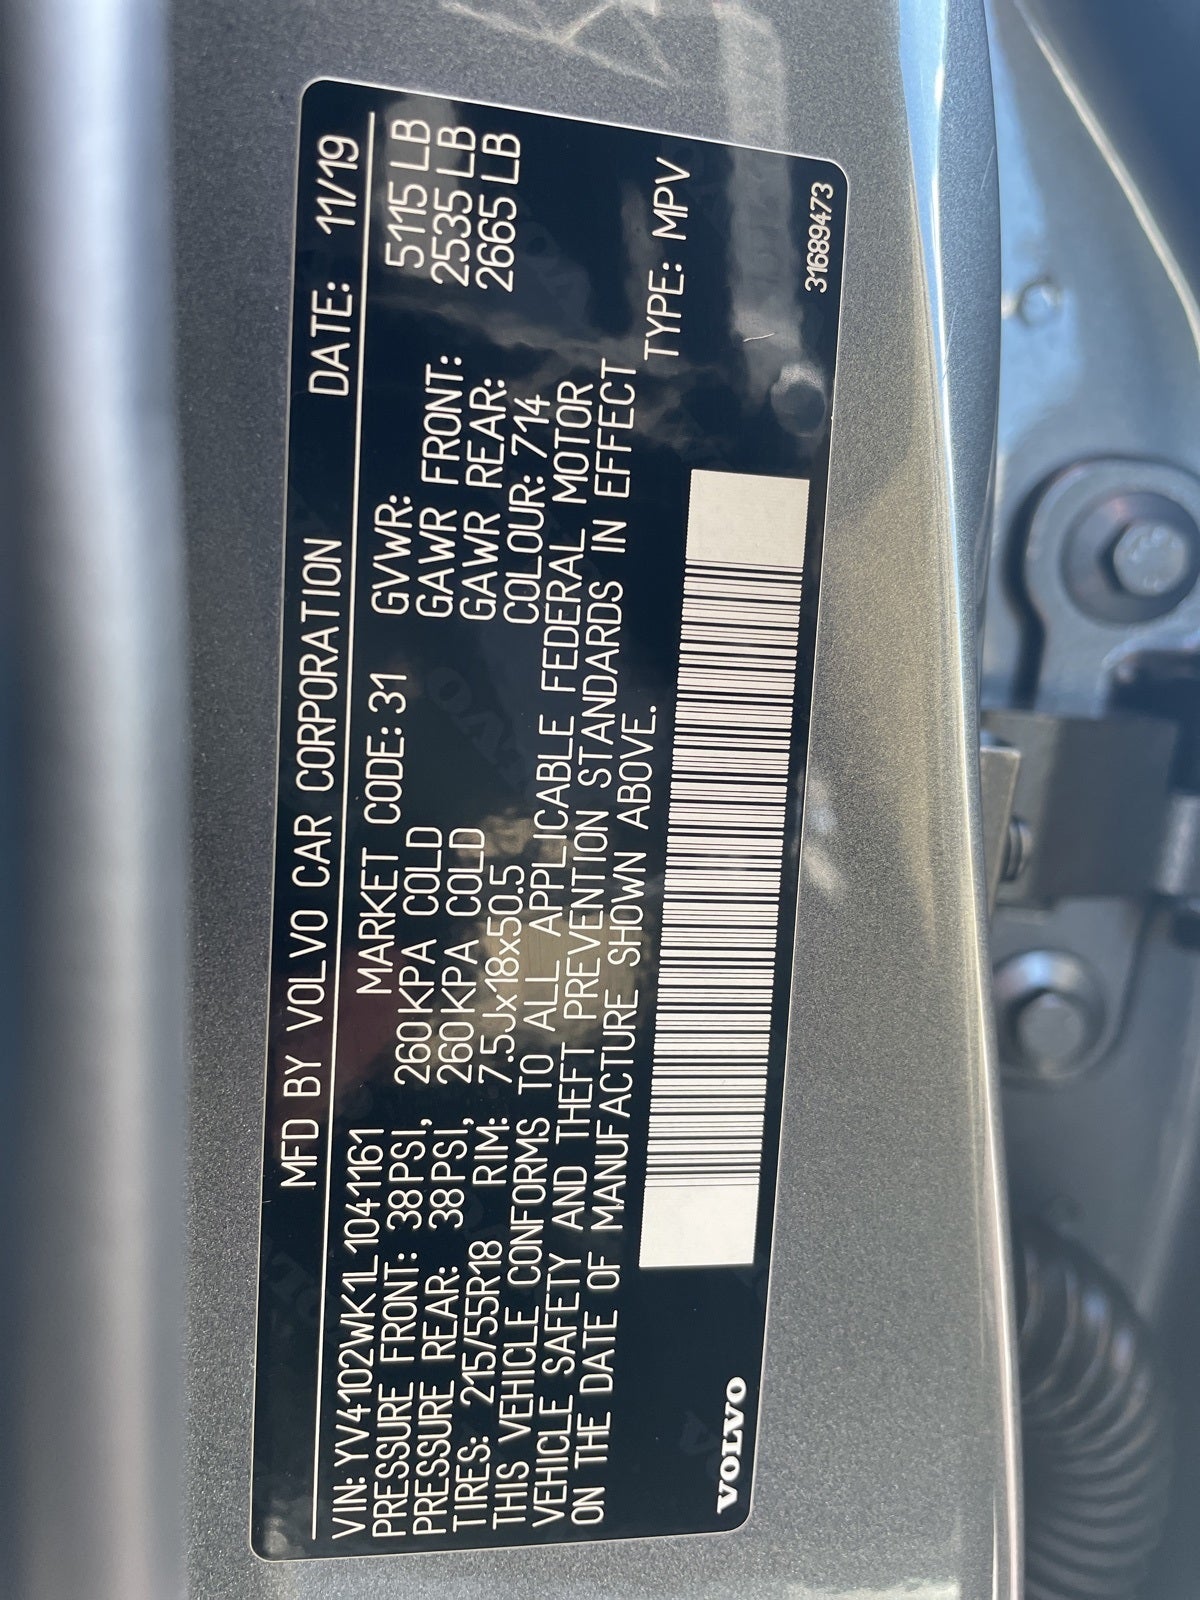 MFD BY VOLVO CAR CORPORATION DATE: 11/19
VIN: YV4102WK1L1041161 MARKET CODE: 31 GVWR: 5115 LB
PRESSURE FRONT: 38PSI, 260KPA COLD GAWR FRONT: 2535 LB
PRESSURE REAR: 38PSI, 260KPA COLD GAWR REAR: 2665 LB
TIRES: 215/55R18 RIM: 7.5Jx18x50.5 COLOUR: 714
THIS VEHICLE CONFORMS TO ALL APPLICABLE FEDERAL MOTOR
VEHICLE SAFETY AND THEFT PREVENTION STANDARDS IN EFFECT
ON THE DATE OF MANUFACTURE SHOWN ABOVE.
TYPE: MPV
VOLVO
31689473